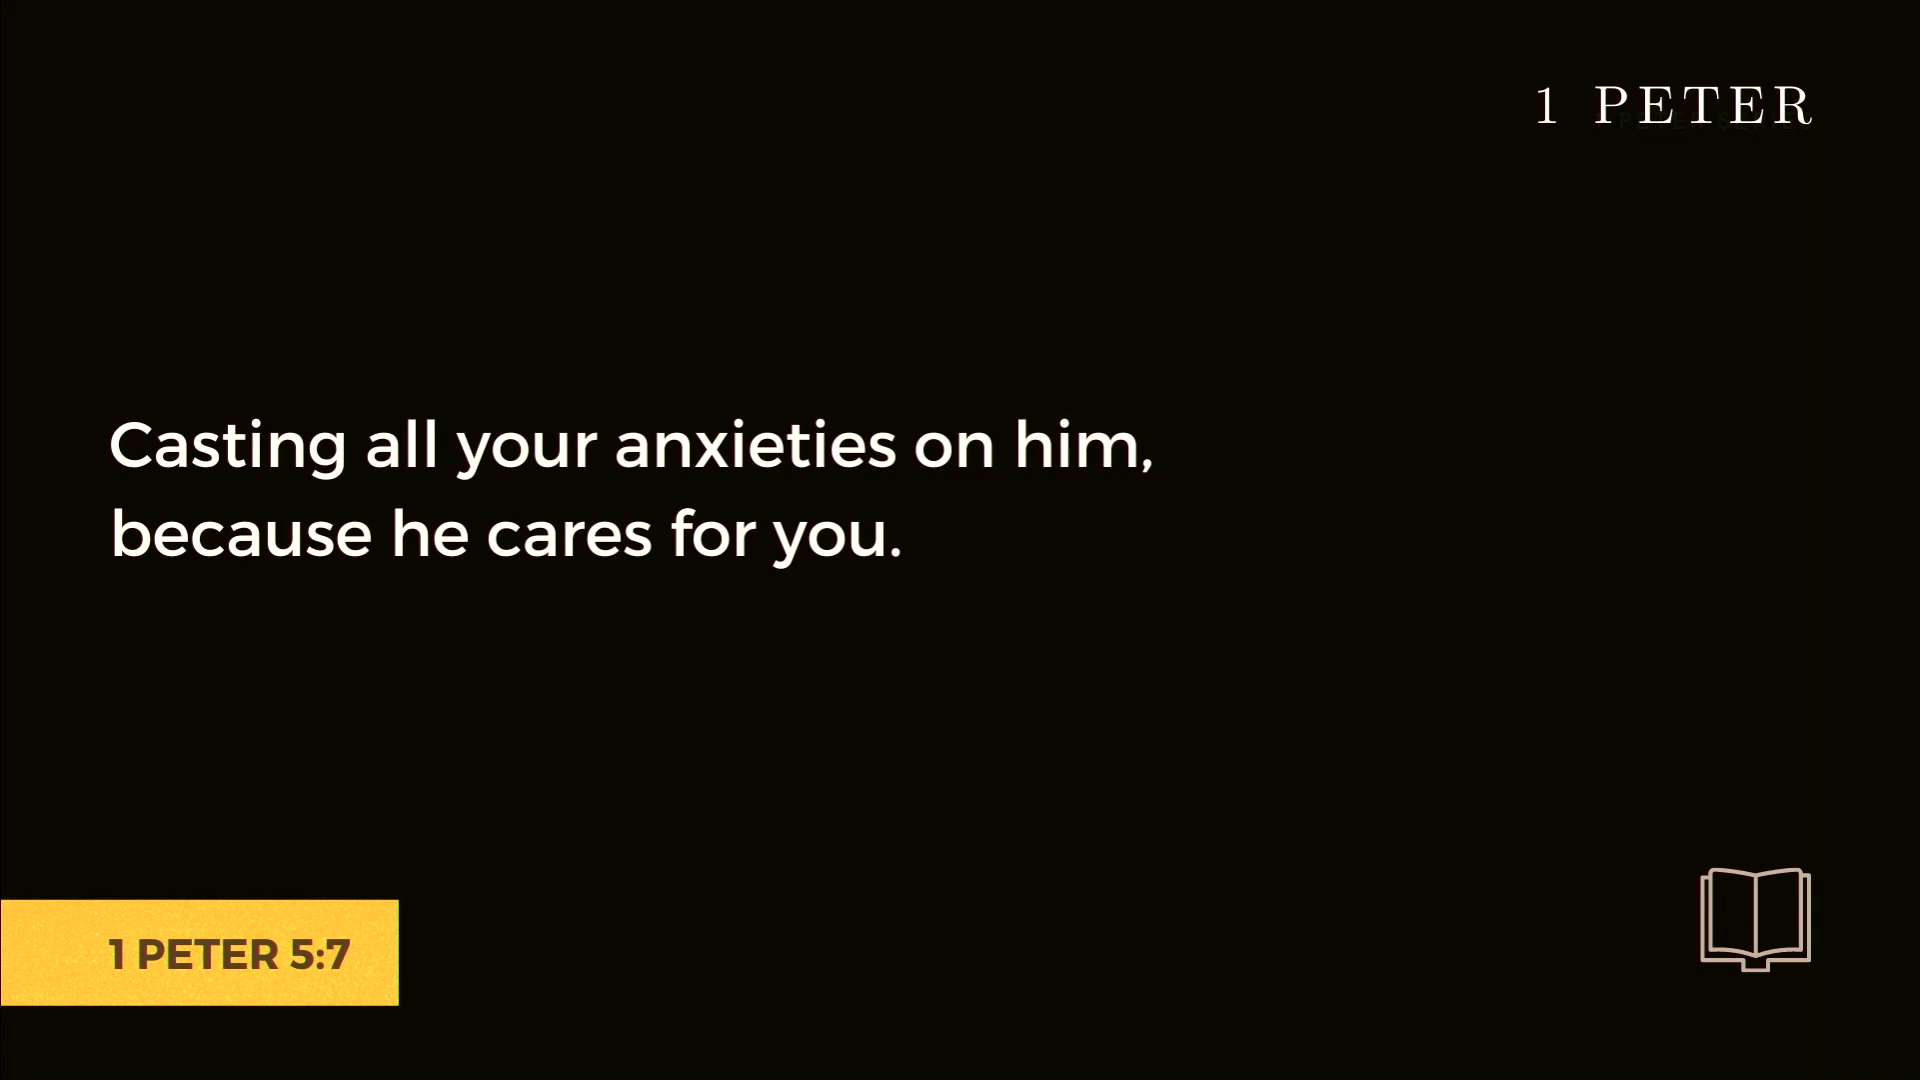 1 PETER
Casting all your anxieties on him,
because he cares for you.
1 PETER 5:7